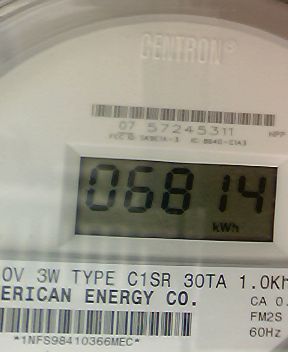 CENTRON®
07 57245311
06814
kWh
0V 3W TYPE C1SR 30TA 1.0Kh
ERICAN ENERGY CO.
CA 0.
FM2S
60Hz
*1NFS98410366MEC*